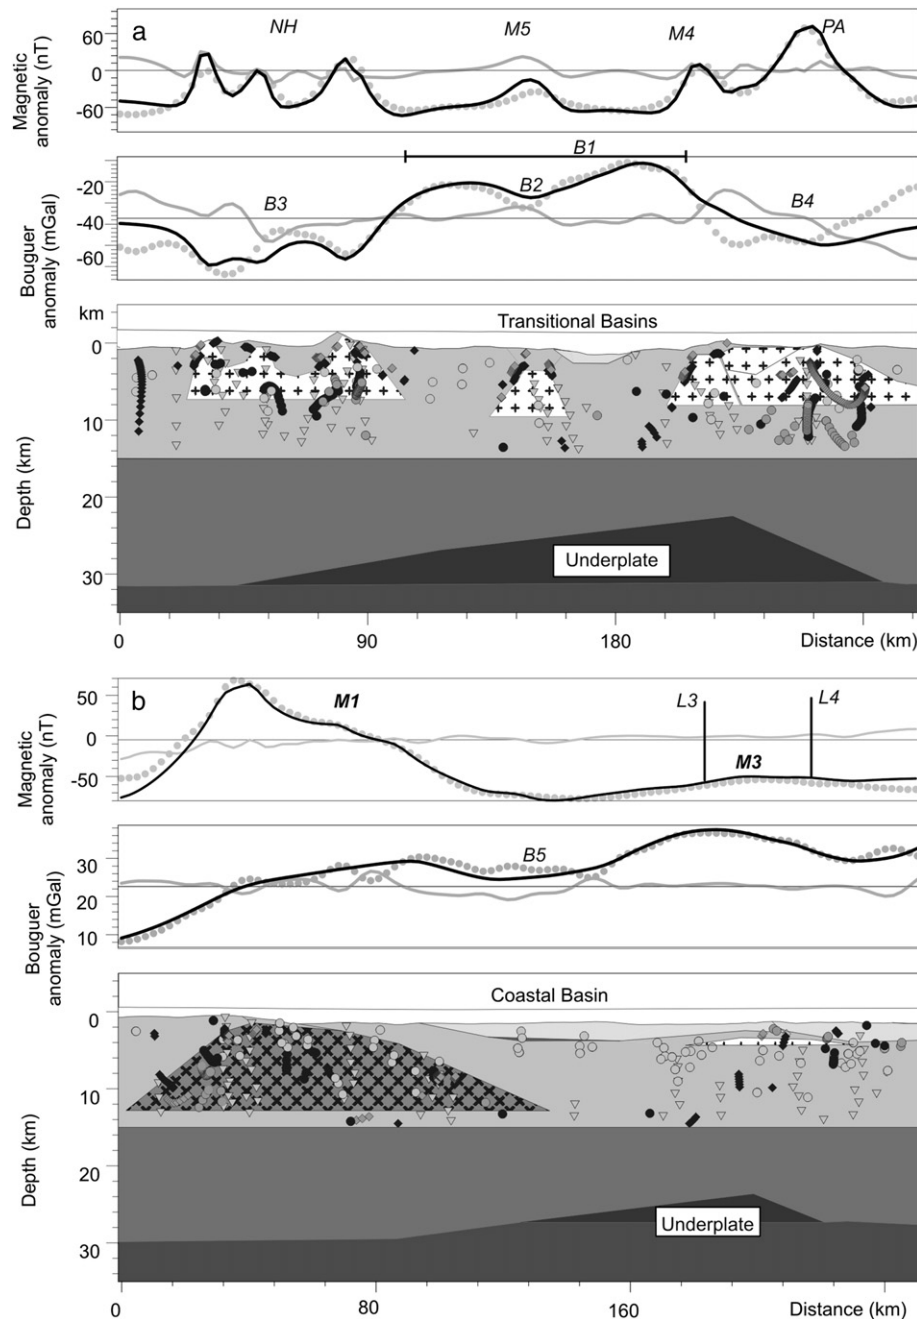 a
NH
M5
M4
PA
Magnetic
anomaly (nT)
60
0
-60
B1
B2
B3
B4
Bouguer
anomaly (mGal)
-20
-40
-60
km
Transitional Basins
0
10
20
30
Depth (km)
Underplate
0
90
180
Distance (km)
b
M1
L3
L4
M3
Magnetic
anomaly (nT)
50
0
-50
B5
Bouguer
anomaly (mGal)
30
20
10
Coastal Basin
0
10
20
30
Depth (km)
Underplate
0
80
160
Distance (km)